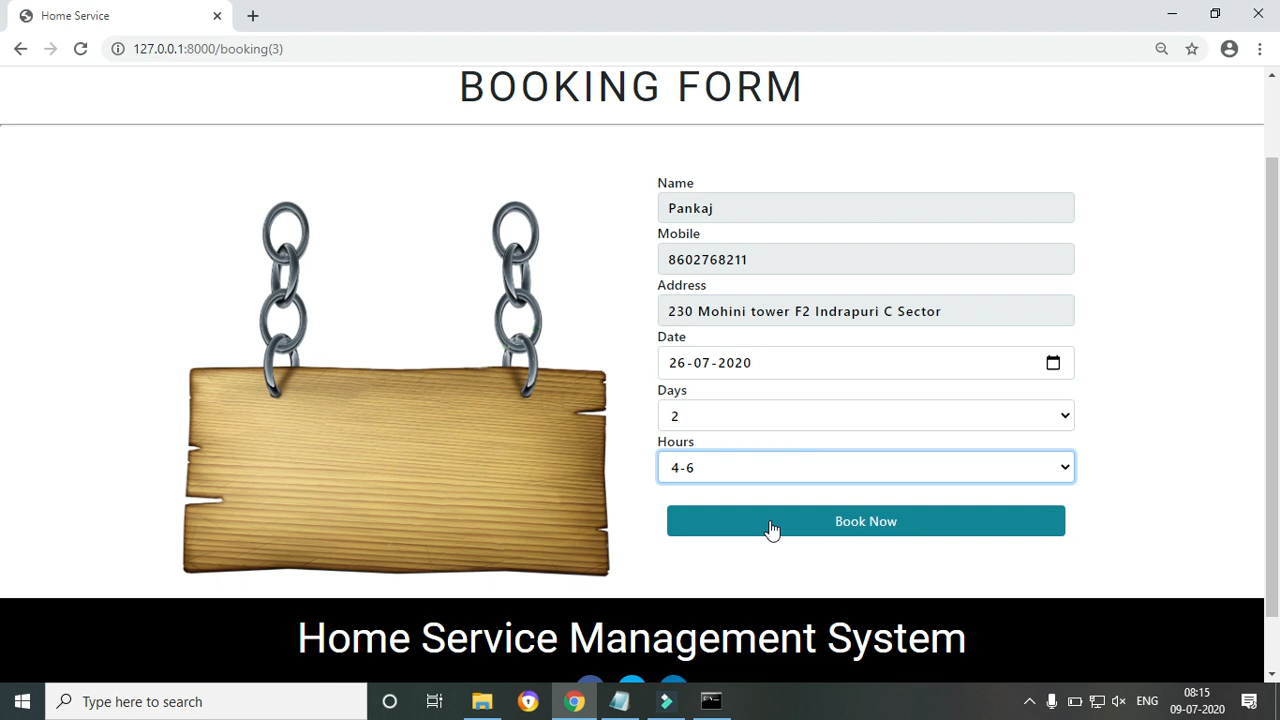 Home Service
127.0.0.1:8000/booking(3)
BOOKING FORM
Name
Pankaj
Mobile
8602768211
Address
230 Mohini tower F2 Indrapuri C Sector
Date
26-07-2020
Days
2
Hours
4-6
Book Now
Home Service Management System
Type here to search
ENG
08:15
09-07-2020